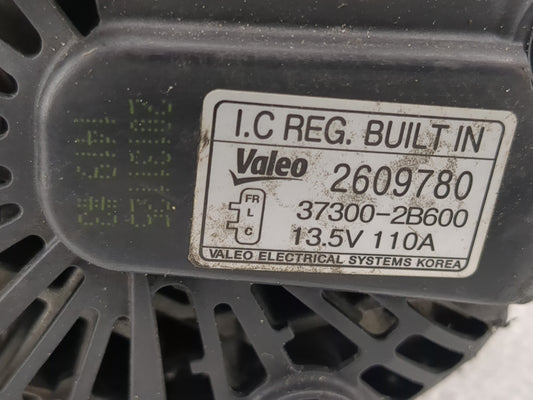 I.C REG. BUILT IN
Valeo 2609780
FR
L
C
37300-2B600
13.5V 110A
VALEO ELECTRICAL SYSTEMS KOREA